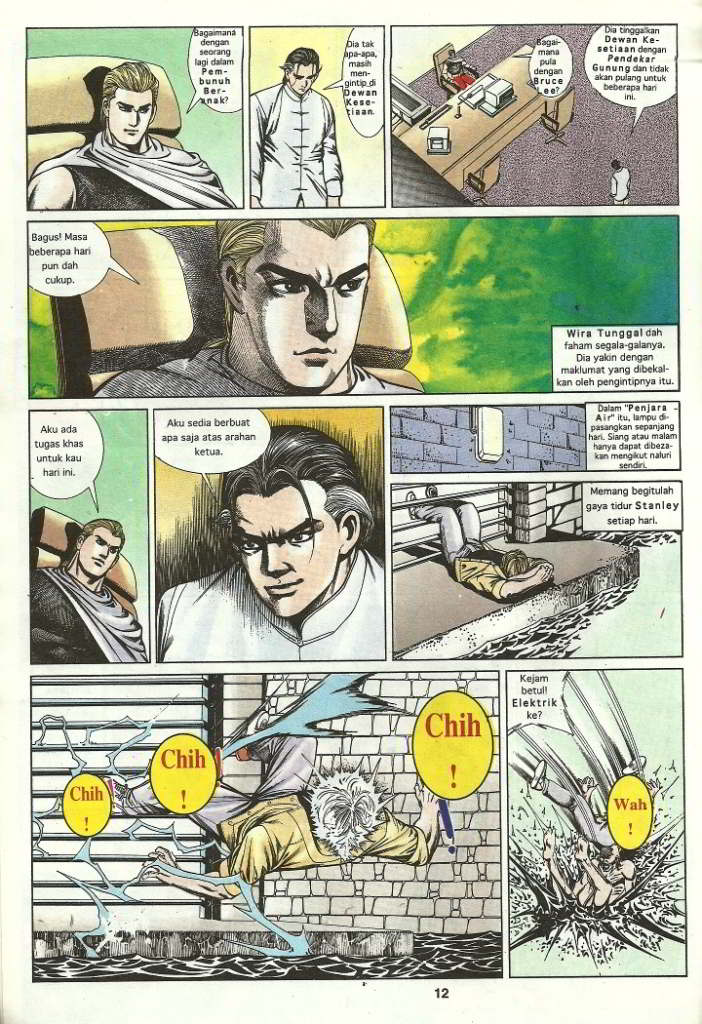 Bagaimana
dengan
seorang
lagi dalam
Pem-
bunuh Ber-
anak?
Dia tak
apa-apa,
masih
men-
gintip di
Dewan
Kese-
tiaan.
Bagai-
mana
pula
dengan
Bruce
Lee?
Dia tinggalkan
Dewan Ke-
setiaan dengan
Pendekar
Gunung dan tidak
akan pulang untuk
beberapa hari
ini.
Bagus! Masa
beberapa hari
pun dah
cukup.
Wira Tunggal dah
faham segala-galanya.
Dia yakin dengan
maklumat yang dibekal-
kan oleh pengintipnya itu.
Aku ada
tugas khas
untuk kau
hari ini.
Aku sedia berbuat
apa saja atas arahan
ketua.
Dalam "Penjara
Air" itu, lampu di-
pasangkan sepanjang
hari. Siang atau malam
hanya dapat dibeza-
kan mengikut naluri
sendiri.
Memang begitulah
gaya tidur Stanley
setiap hari.
Chih
!
Chih
!
Chih
!
Kejam
betul!
Elektrik
ke?
Wah
!
12